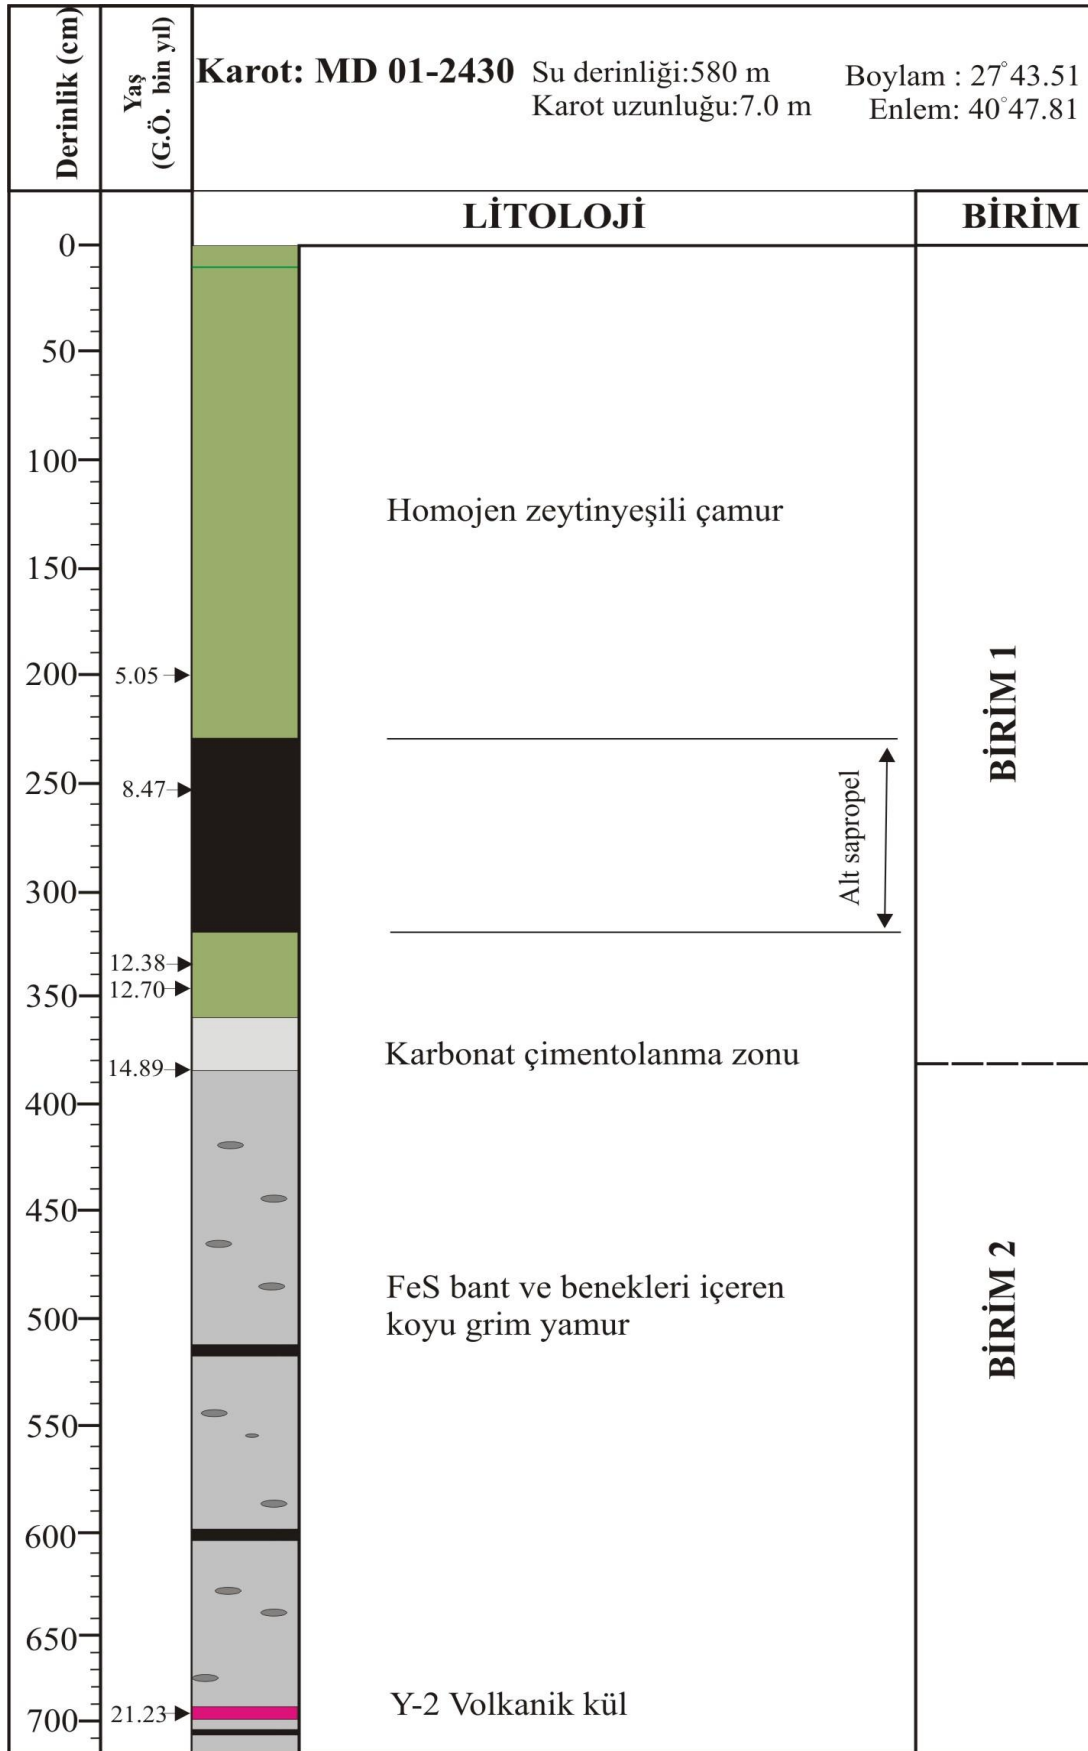 Derinlik (cm)
Yaş
(G.Ö. bin yıl)
Karot: MD 01-2430
Su derinliği:580 m
Karot uzunluğu:7.0 m
Boylam : 27°43.51
Enlem: 40°47.81
LİTOLOJİ
BİRİM
0
50
100
Homojen zeytinyeşili çamur
150
200
5.05
BİRİM 1
250
8.47
Alt sapropel
300
12.38
12.70
350
Karbonat çimentolanma zonu
14.89
400
450
FeS bant ve benekleri içeren
koyu grim yamur
500
BİRİM 2
550
600
650
Y-2 Volkanik kül
21.23
700